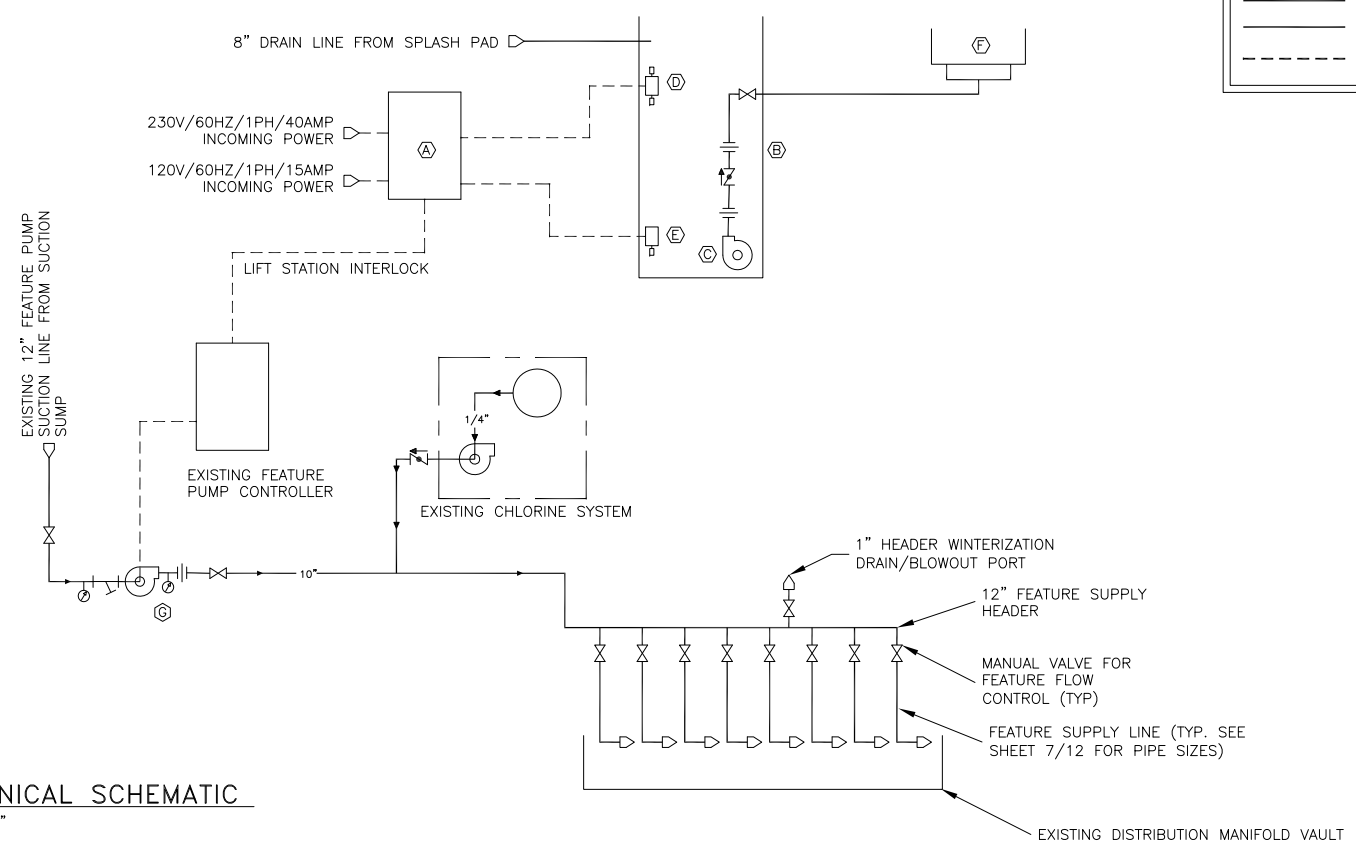 8” DRAIN LINE FROM SPLASH PAD
F
D
230V/60HZ/1PH/40AMP
INCOMING POWER
A
B
120V/60HZ/1PH/15AMP
INCOMING POWER
E
C
LIFT STATION INTERLOCK
EXISTING 12” FEATURE PUMP
SUCTION LINE FROM SUCTION
SUMP
1/4”
EXISTING FEATURE
PUMP CONTROLLER
EXISTING CHLORINE SYSTEM
1” HEADER WINTERIZATION
DRAIN/BLOWOUT PORT
10”
G
12” FEATURE SUPPLY
HEADER
MANUAL VALVE FOR
FEATURE FLOW
CONTROL (TYP)
FEATURE SUPPLY LINE (TYP. SEE
SHEET 7/12 FOR PIPE SIZES)
NICAL SCHEMATIC
”
EXISTING DISTRIBUTION MANIFOLD VAULT